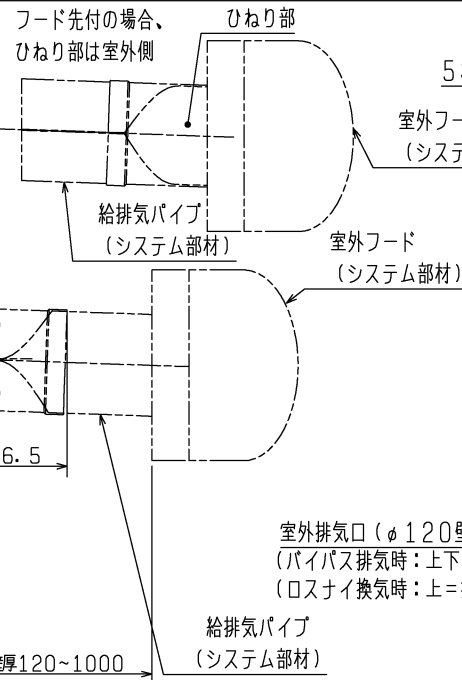 フード先付の場合、
ひねり部は室外側
ひねり部
5
室外フー
(システ
給排気パイプ
(システム部材)
室外フード
(システム部材)
6.5
室外排気口(φ120
(バイパス排気時:上下
(ロスナイ換気時:上=
給排気パイプ
(システム部材)
厚120~1000